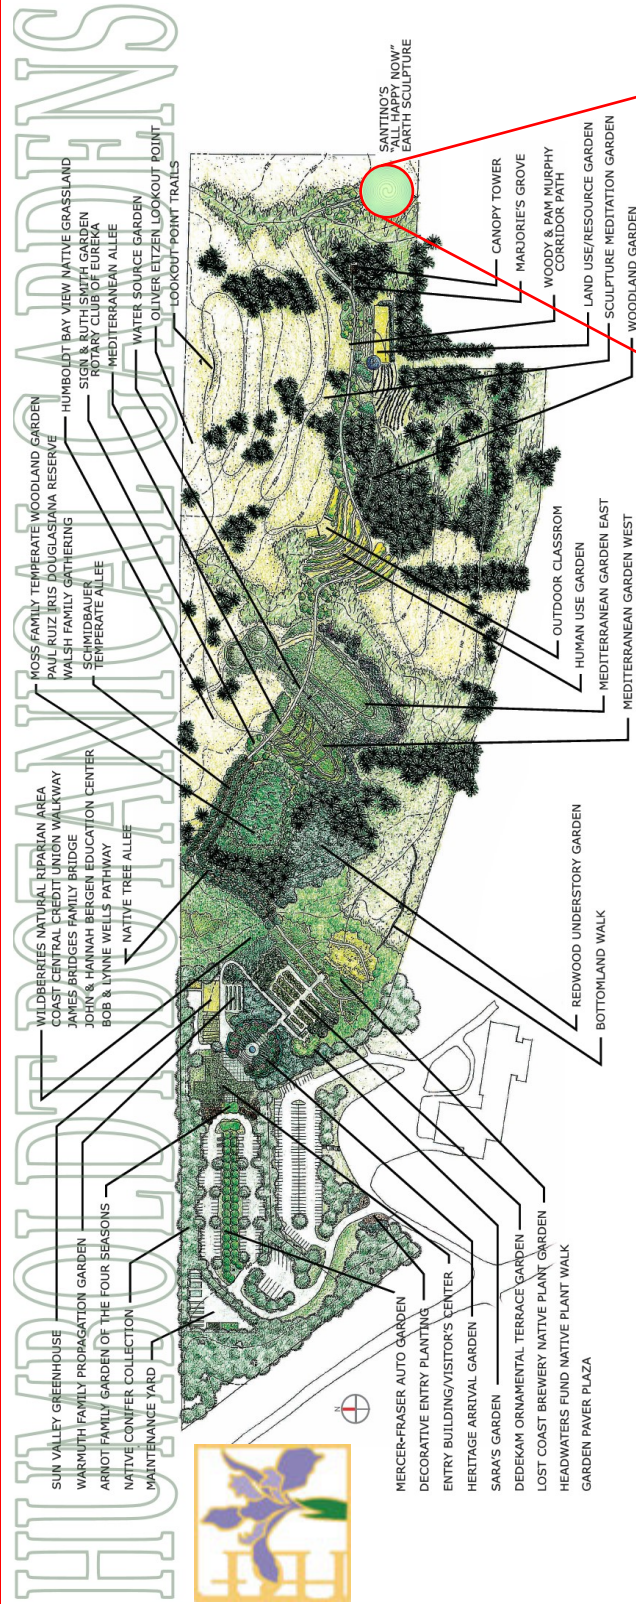 HUMBOLDT BOTANICAL GARDENS
SUN VALLEY GREENHOUSE
WARMUTH FAMILY PROPAGATION GARDEN
ARNOT FAMILY GARDEN OF THE FOUR SEASONS
NATIVE CONIFER COLLECTION
MAINTENANCE YARD
WILDBERRIES NATURAL RIPARIAN AREA
COAST CENTRAL CREDIT UNION WALKWAY
JAMES BRIDGES FAMILY BRIDGE
JOHN & HANNAH BERGEN EDUCATION CENTER
BOB & LYNNE WELLS PATHWAY
NATIVE TREE ALLEE
MOSS FAMILY TEMPERATE WOODLAND GARDEN
PAUL RUIZ IRIS DOUGLASIANA RESERVE
WALSH FAMILY GATHERING
SCHMIDBAUER
TEMPERATE ALLEE
HUMBOLDT BAY VIEW NATIVE GRASSLAND
SIGN & RUTH SMITH GARDEN
ROTARY CLUB OF EUREKA
MEDITERRANEAN ALLEE
WATER SOURCE GARDEN
OLIVER EITZEN LOOKOUT POINT
LOOKOUT POINT TRAILS
SANTINO'S
"ALL HAPPY NOW"
EARTH SCULPTURE
N
MERCER-FRASER AUTO GARDEN
DECORATIVE ENTRY PLANTING
ENTRY BUILDING/VISITOR'S CENTER
HERITAGE ARRIVAL GARDEN
SARA'S GARDEN
DEDEKAM ORNAMENTAL TERRACE GARDEN
LOST COAST BREWERY NATIVE PLANT GARDEN
HEADWATERS FUND NATIVE PLANT WALK
GARDEN PAVER PLAZA
REDWOOD UNDERSTORY GARDEN
BOTTOMLAND WALK
OUTDOOR CLASSROM
HUMAN USE GARDEN
MEDITERRANEAN GARDEN EAST
MEDITERRANEAN GARDEN WEST
CANOPY TOWER
MARJORIE'S GROVE
WOODY & PAM MURPHY
CORRIDOR PATH
LAND USE/RESOURCE GARDEN
SCULPTURE MEDITATION GARDEN
WOODLAND GARDEN